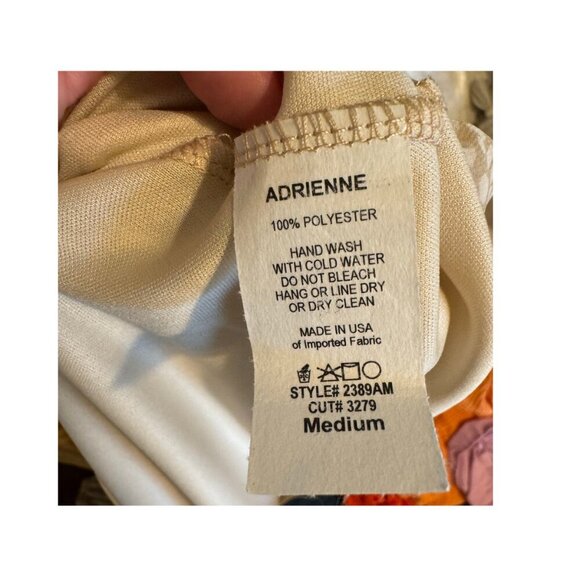 ADRIENNE
100% POLYESTER
HAND WASH
WITH COLD WATER
DO NOT BLEACH
HANG OR LINE DRY
OR DRY CLEAN
MADE IN USA
of Imported Fabric
STYLE# 2389AM
CUT# 3279
Medium